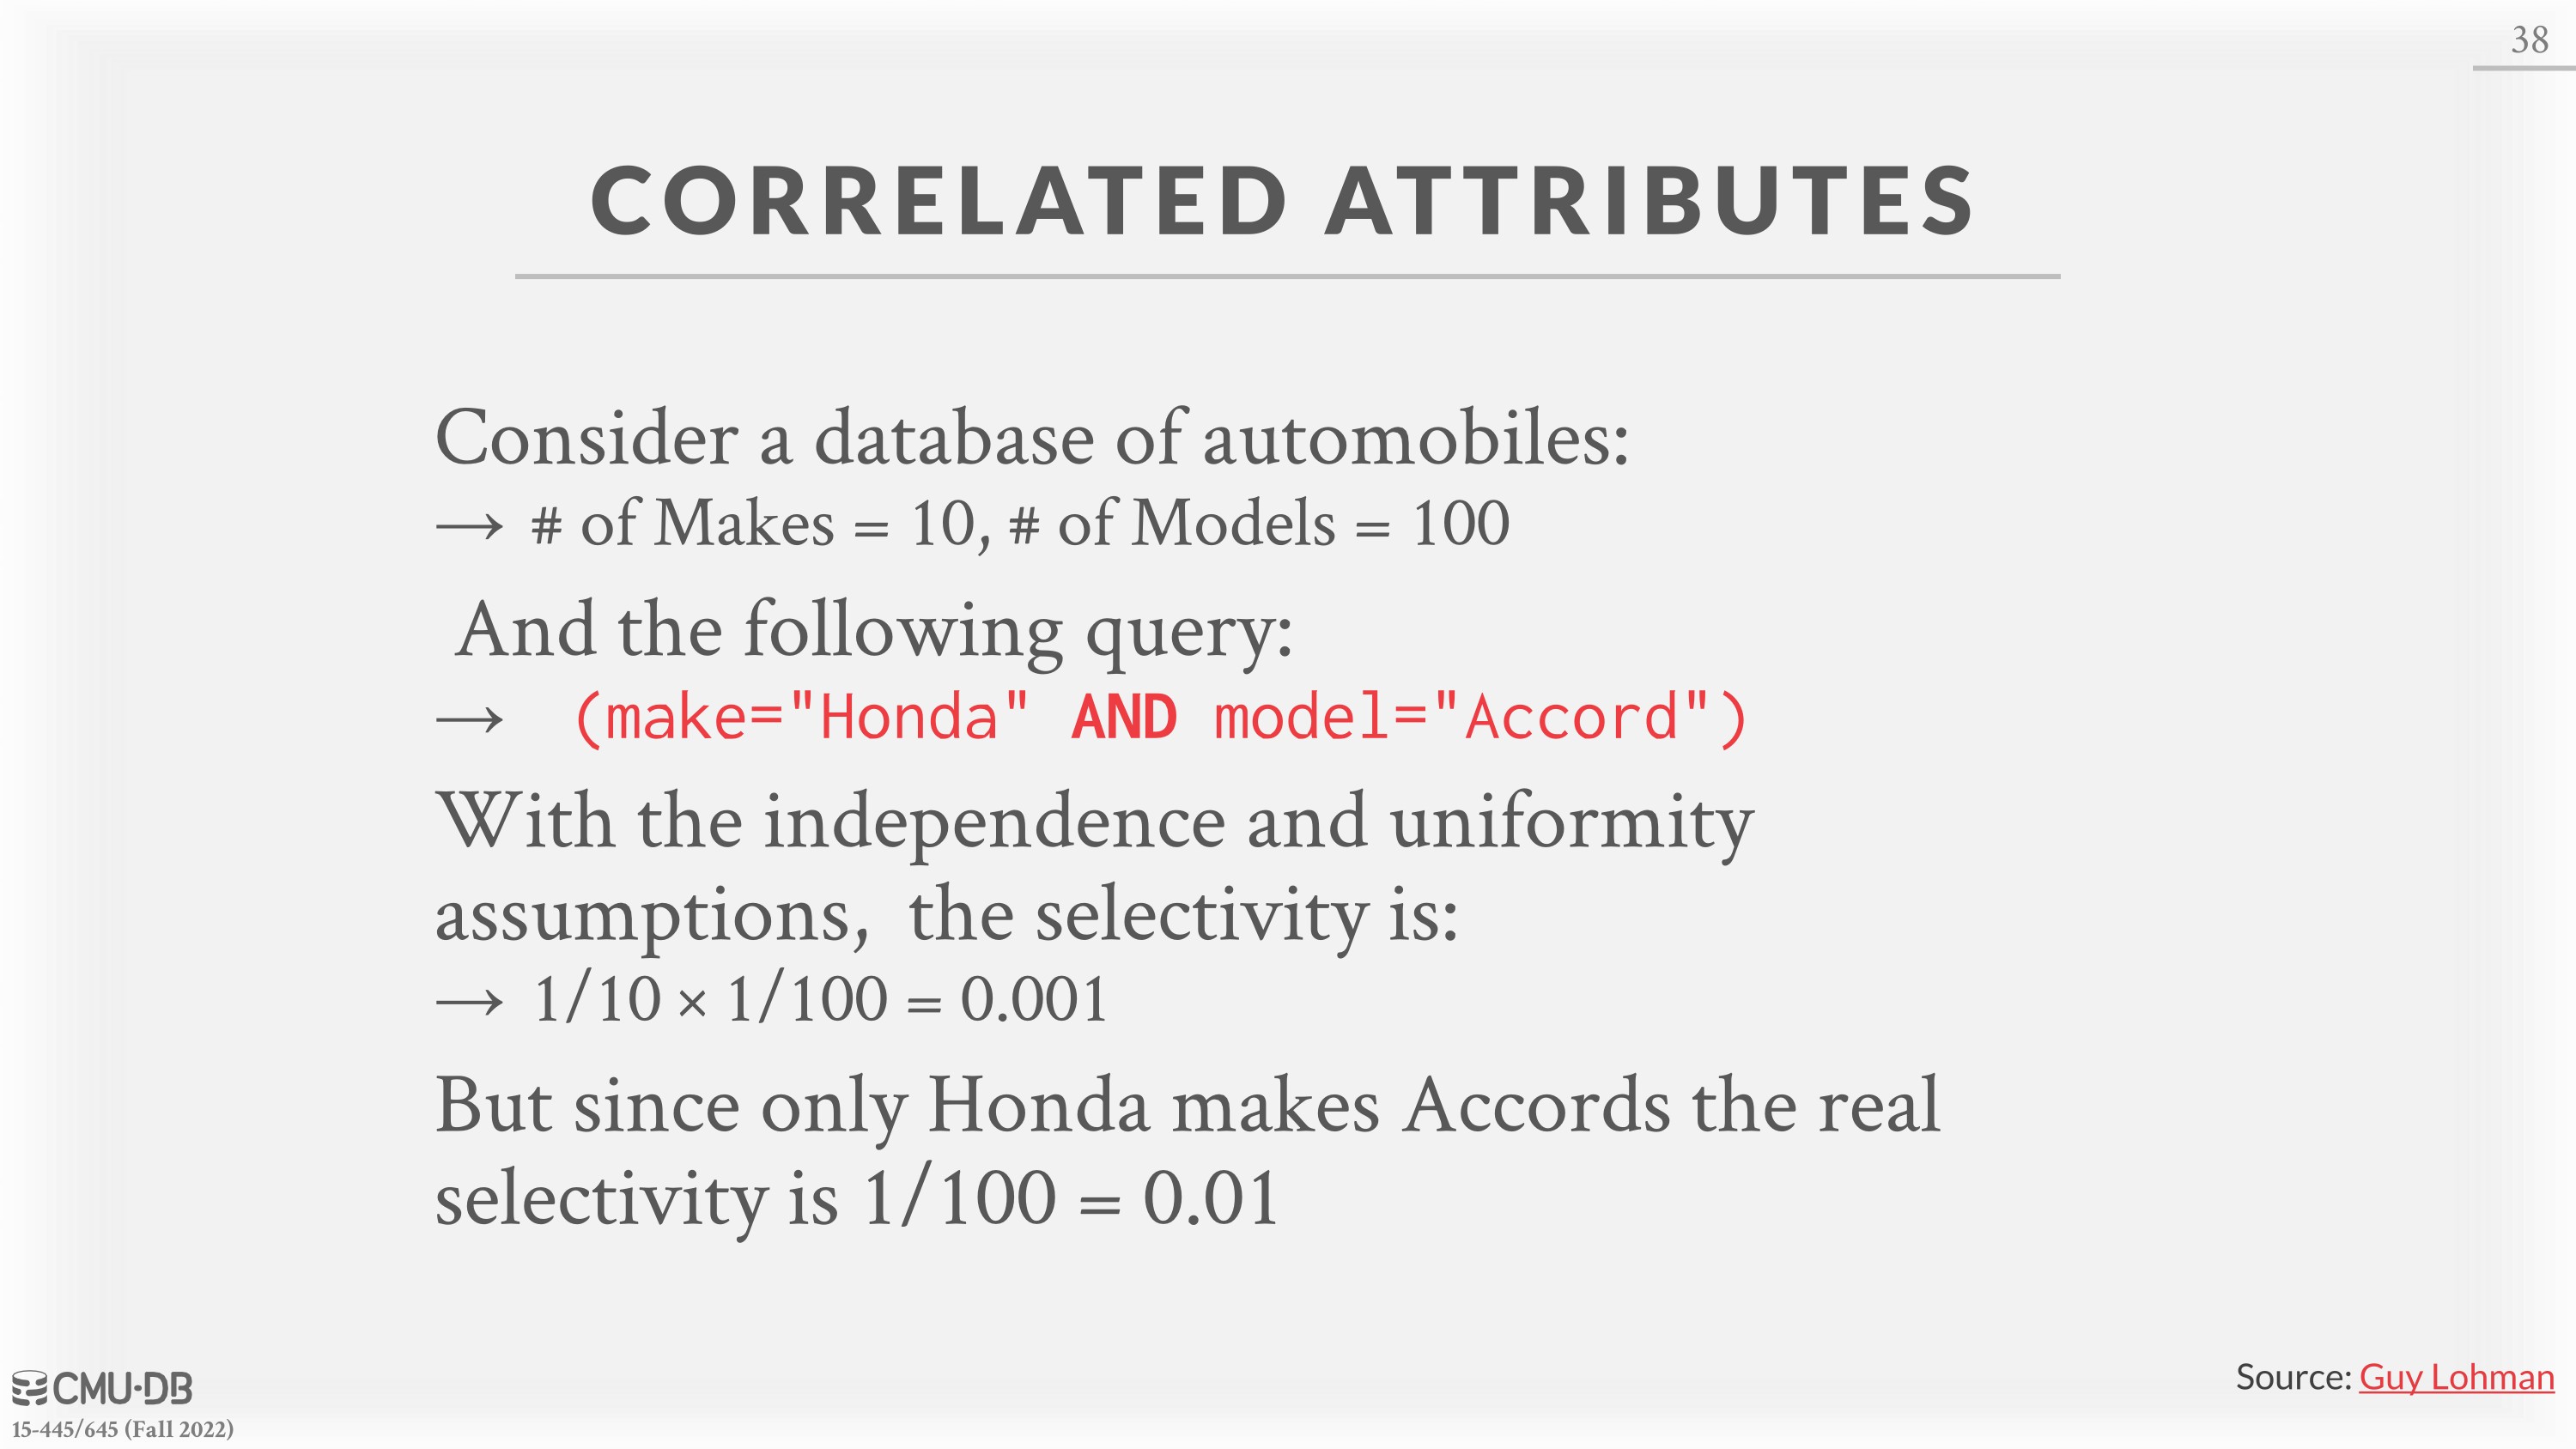 38
CORRELATED ATTRIBUTES
Consider a database of automobiles:
→ # of Makes = 10, # of Models = 100
And the following query:
→ (make="Honda" AND model="Accord")
With the independence and uniformity
assumptions, the selectivity is:
→ 1/10 × 1/100 = 0.001
But since only Honda makes Accords the real
selectivity is 1/100 = 0.01
Source: Guy Lohman
CMU·DB
15-445/645 (Fall 2022)